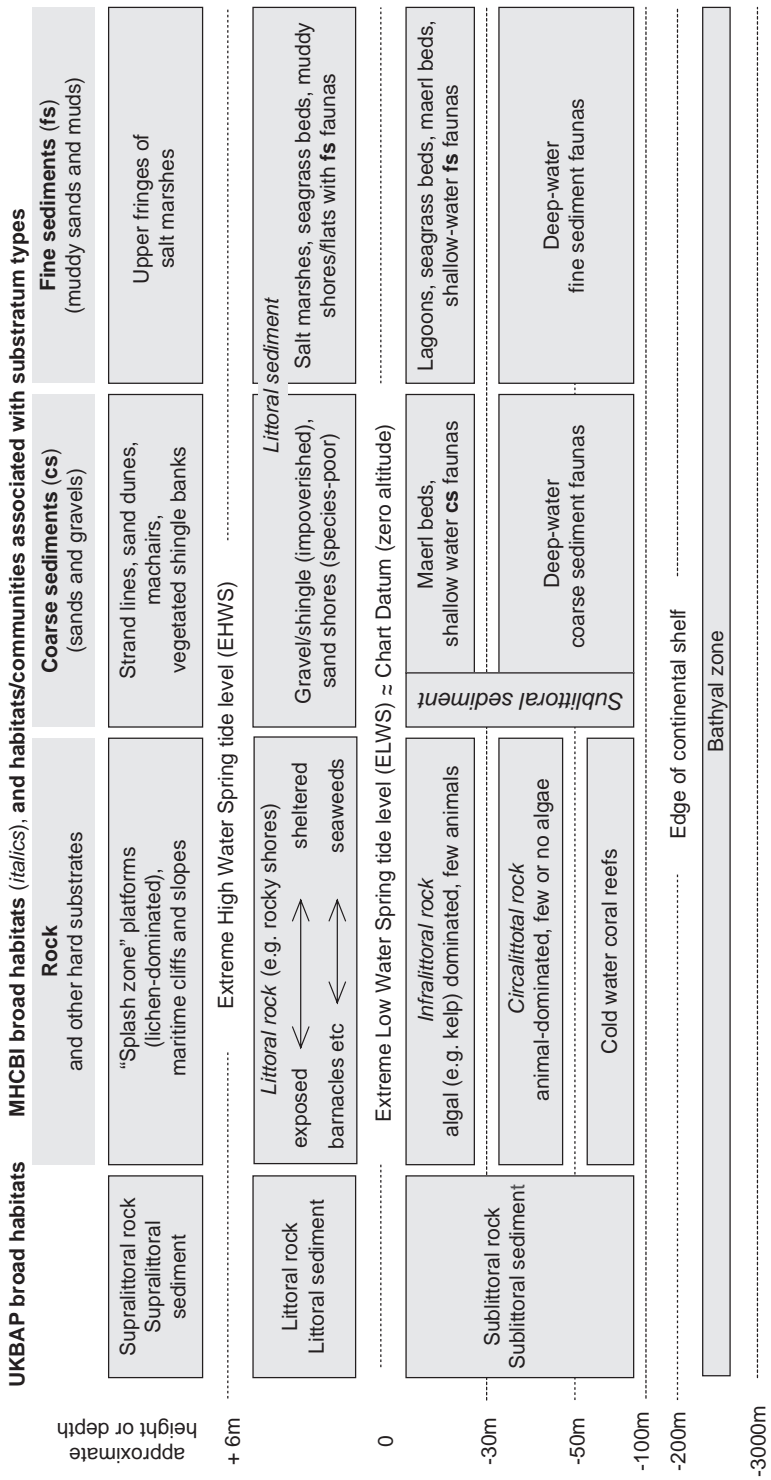 UKBAP broad habitats MHCBI broad habitats (italics), and habitats/communities associated with substratum types
Rock
and other hard substrates
Coarse sediments (cs)
(sands and gravels)
Fine sediments (fs)
(muddy sands and muds)
approximate
height or depth
Supralittoral rock
Supralittoral
sediment
“Splash zone” platforms
(lichen-dominated),
maritime cliffs and slopes
Strand lines, sand dunes,
machairs,
vegetated shingle banks
Upper fringes of
salt marshes
+ 6m
Extreme High Water Spring tide level (EHWS)
Littoral rock
Littoral sediment
Littoral rock (e.g. rocky shores)
exposed sheltered
barnacles etc seaweeds
Littoral sediment
Gravel/shingle (impoverished),
sand shores (species-poor)
Salt marshes, seagrass beds, muddy
shores/flats with fs faunas
0
Extreme Low Water Spring tide level (ELWS) ≈ Chart Datum (zero altitude)
Sublittoral rock
Sublittoral sediment
Infralittoral rock
algal (e.g. kelp) dominated, few animals
Sublittoral sediment
Maerl beds,
shallow water cs faunas
Lagoons, seagrass beds, maerl beds,
shallow-water fs faunas
-30m
Circalittotal rock
animal-dominated, few or no algae
Deep-water
coarse sediment faunas
Deep-water
fine sediment faunas
-50m
Cold water coral reefs
-100m
-200m
Edge of continental shelf
Bathyal zone
-3000m